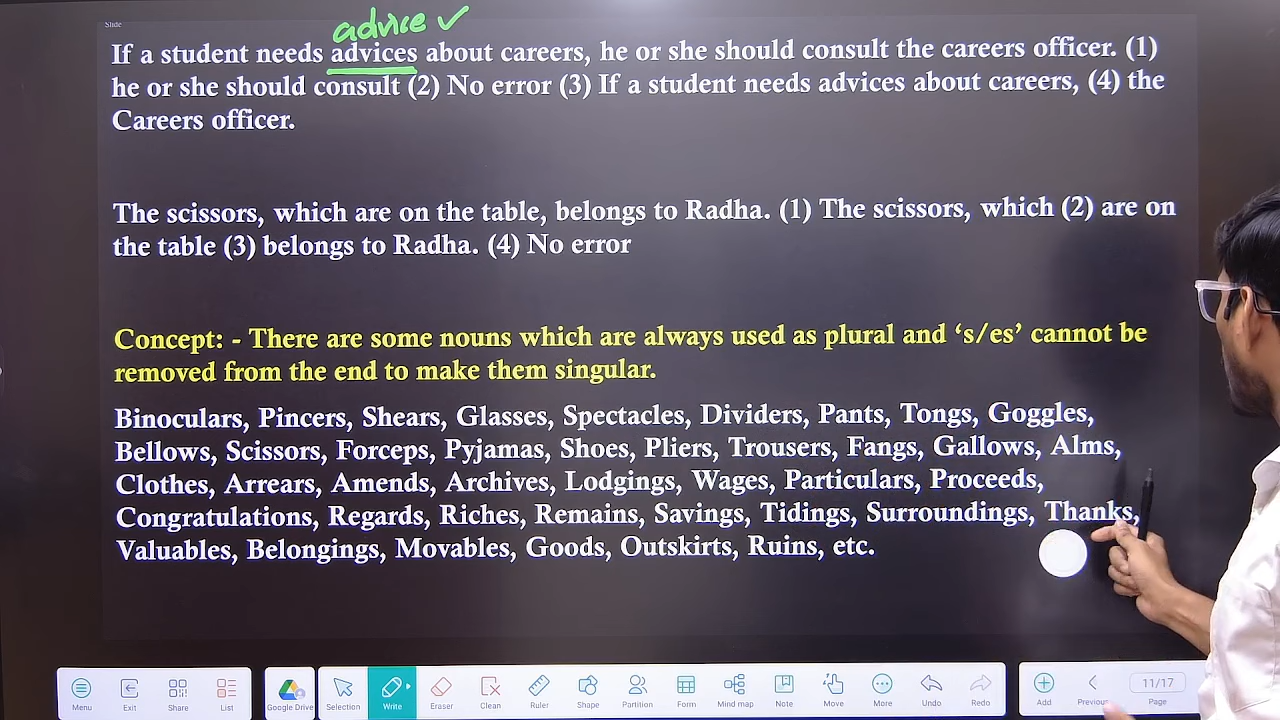 Slide
advice ✓
If a student needs advices about careers, he or she should consult the careers officer. (1)
he or she should consult (2) No error (3) If a student needs advices about careers, (4) the
Careers officer.
The scissors, which are on the table, belongs to Radha. (1) The scissors, which (2) are on
the table (3) belongs to Radha. (4) No error
Concept: - There are some nouns which are always used as plural and ‘s/es’ cannot be
removed from the end to make them singular.
Binoculars, Pincers, Shears, Glasses, Spectacles, Dividers, Pants, Tongs, Goggles,
Bellows, Scissors, Forceps, Pyjamas, Shoes, Pliers, Trousers, Fangs, Gallows, Alms,
Clothes, Arrears, Amends, Archives, Lodgings, Wages, Particulars, Proceeds,
Congratulations, Regards, Riches, Remains, Savings, Tidings, Surroundings, Thanks,
Valuables, Belongings, Movables, Goods, Outskirts, Ruins, etc.
Menu Exit Share List Google Drive Selection Write Eraser Clean Ruler Shape Partition Form Mind map Note Move More Undo Redo Add Previous 11/17 Page